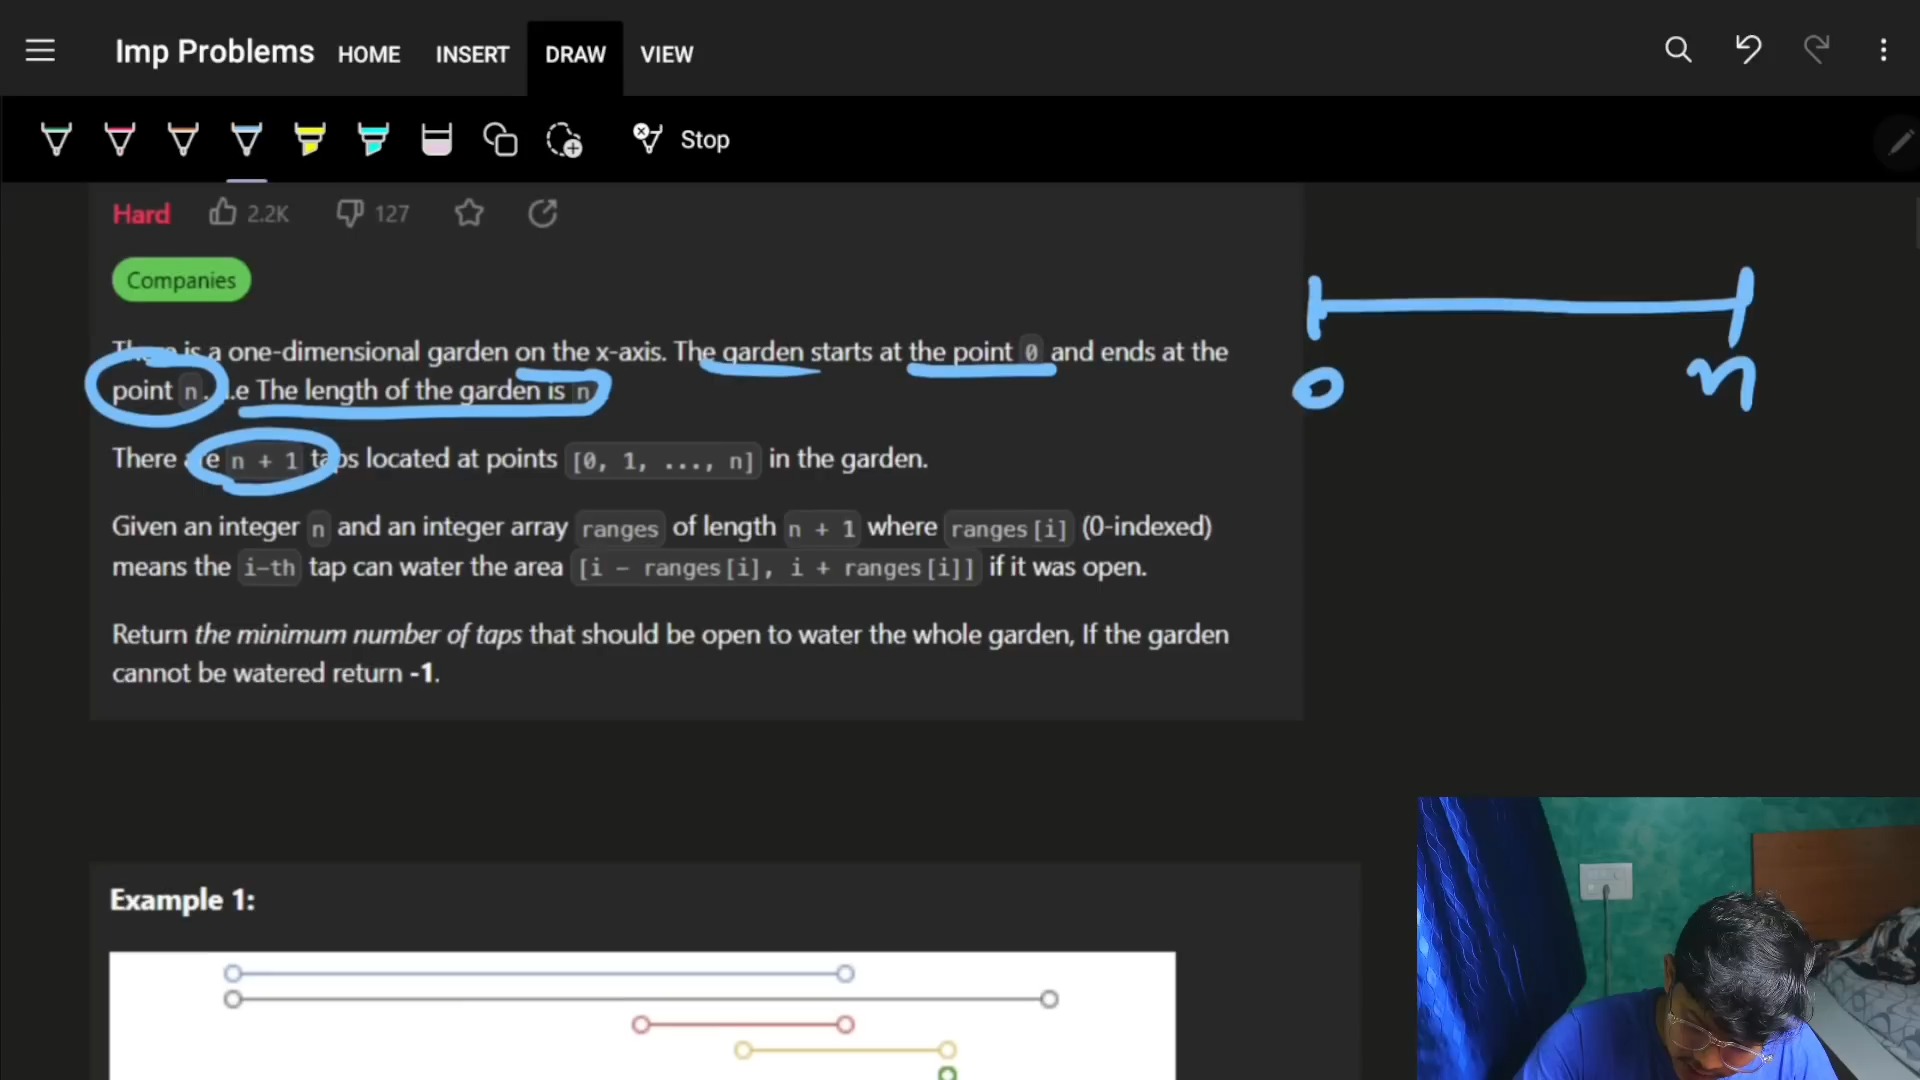 Imp Problems HOME INSERT DRAW VIEW
Stop
Hard 2.2K 127
Companies
There is a one-dimensional garden on the x-axis. The garden starts at the point 0 and ends at the
point n. i.e The length of the garden is n
There are n + 1 taps located at points [0, 1, ..., n] in the garden.
Given an integer n and an integer array ranges of length n + 1 where ranges[i] (0-indexed)
means the i-th tap can water the area [i - ranges[i], i + ranges[i]] if it was open.
Return the minimum number of taps that should be open to water the whole garden, If the garden
cannot be watered return -1.
0 n
Example 1: